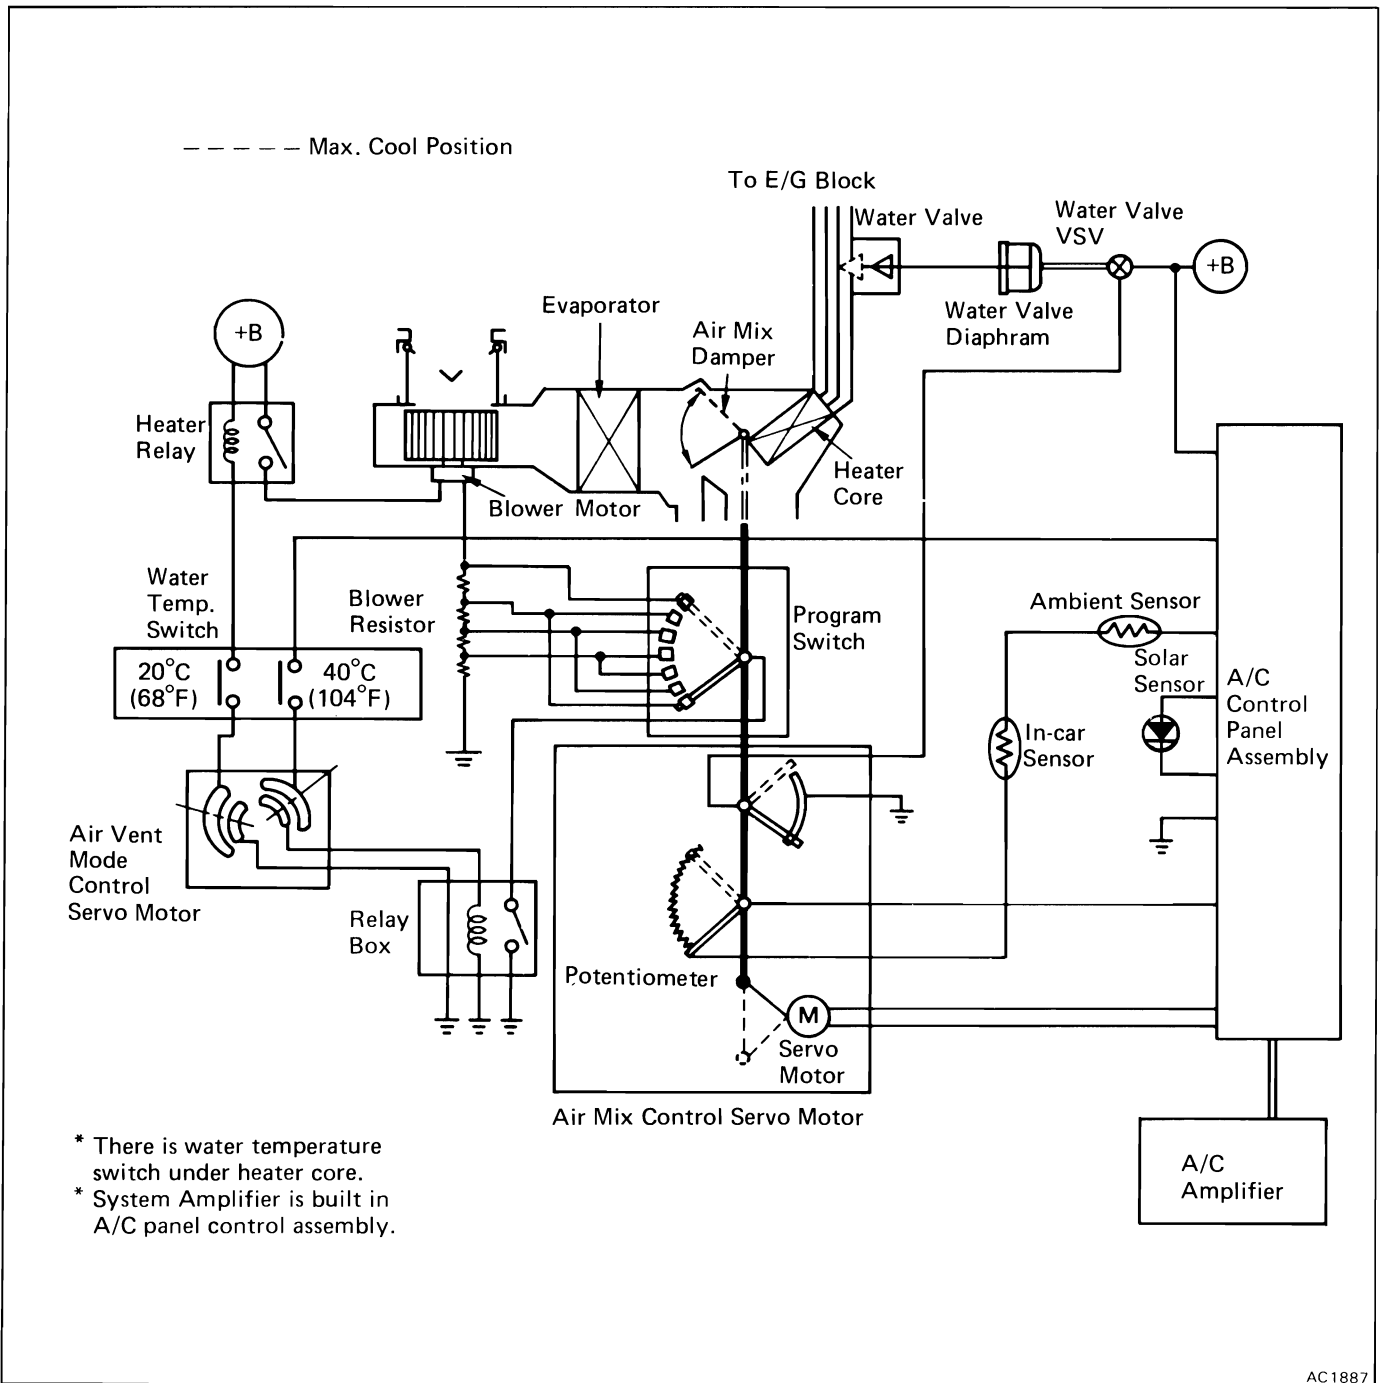 Max. Cool Position
To E/G Block
Water Valve
Water Valve
VSV
+B
Water Valve
Diaphram
Evaporator
Air Mix
Damper
+B
Heater
Relay
Heater
Core
Blower Motor
Water
Temp.
Switch
Blower
Resistor
Program
Switch
20°C
(68°F)
40°C
(104°F)
Ambient Sensor
Solar
Sensor
In-car
Sensor
A/C
Control
Panel
Assembly
Air Vent
Mode
Control
Servo Motor
Relay
Box
Potentiometer
M
Servo
Motor
Air Mix Control Servo Motor
A/C
Amplifier
* There is water temperature
switch under heater core.
* System Amplifier is built in
A/C panel control assembly.
AC1887